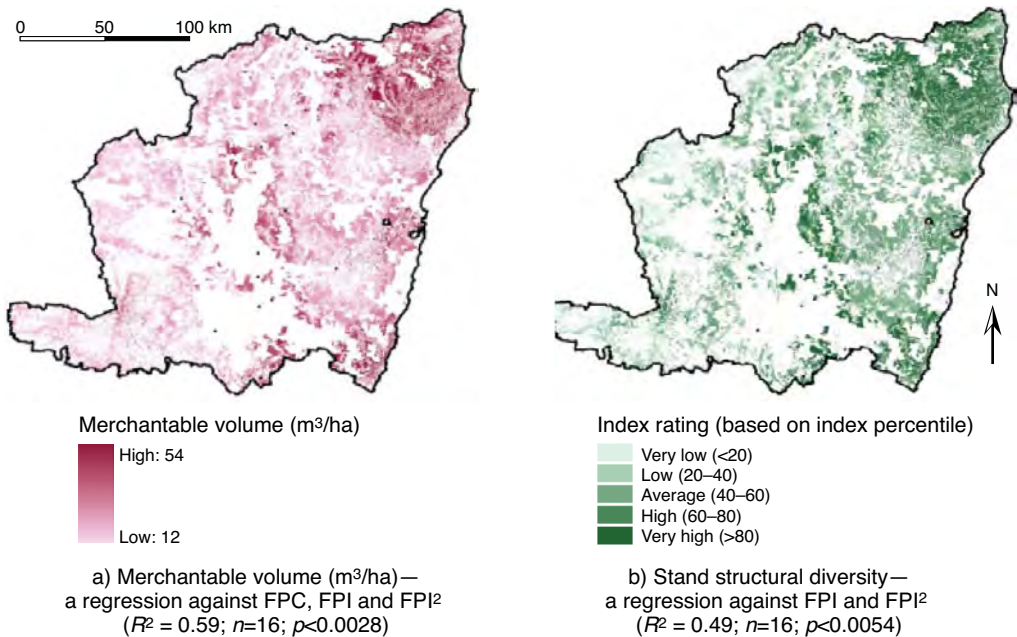 0 50 100 km
N
Merchantable volume (m³/ha)
High: 54
Low: 12
a) Merchantable volume (m³/ha)—
a regression against FPC, FPI and FPI²
(R² = 0.59; n=16; p<0.0028)
Index rating (based on index percentile)
Very low (<20)
Low (20–40)
Average (40–60)
High (60–80)
Very high (>80)
b) Stand structural diversity—
a regression against FPI and FPI²
(R² = 0.49; n=16; p<0.0054)